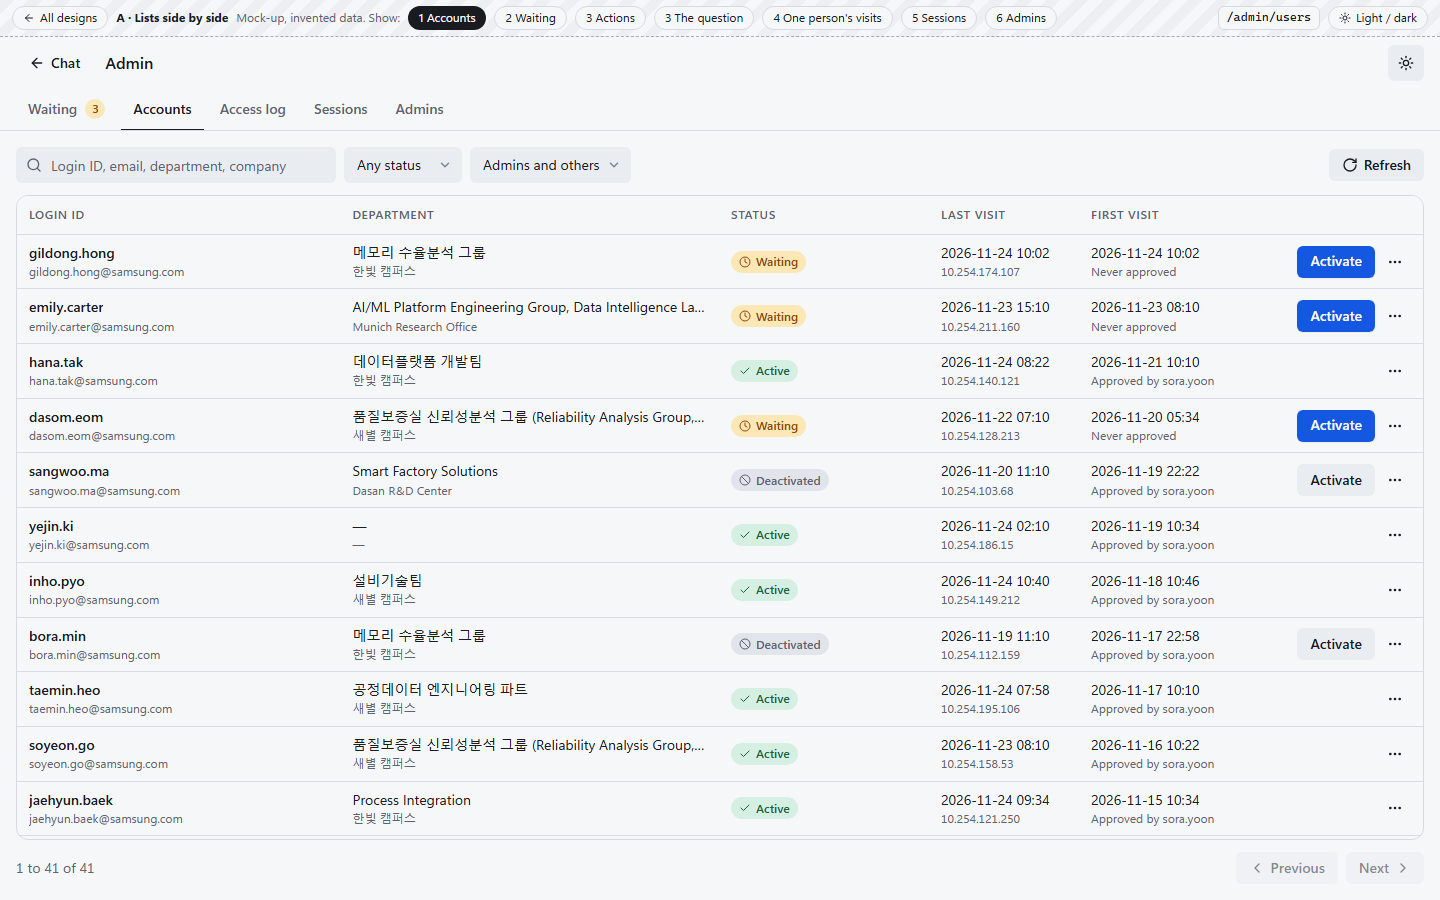 ← All designs A · Lists side by side Mock-up, invented data. Show: 1 Accounts 2 Waiting 3 Actions 3 The question 4 One person's visits 5 Sessions 6 Admins /admin/users Light / dark
← Chat Admin
Waiting 3 Accounts Access log Sessions Admins
Login ID, email, department, company Any status Admins and others Refresh
LOGIN ID DEPARTMENT STATUS LAST VISIT FIRST VISIT
gildong.hong 메모리 수율분석 그룹 Waiting 2026-11-24 10:02 2026-11-24 10:02 Activate ...
gildong.hong@samsung.com 한빛 캠퍼스 10.254.174.107 Never approved
emily.carter AI/ML Platform Engineering Group, Data Intelligence La... Waiting 2026-11-23 15:10 2026-11-23 08:10 Activate ...
emily.carter@samsung.com Munich Research Office 10.254.211.160 Never approved
hana.tak 데이터플랫폼 개발팀 Active 2026-11-24 08:22 2026-11-21 10:10 ...
hana.tak@samsung.com 한빛 캠퍼스 10.254.140.121 Approved by sora.yoon
dasom.eom 품질보증실 신뢰성분석 그룹 (Reliability Analysis Group,... Waiting 2026-11-22 07:10 2026-11-20 05:34 Activate ...
dasom.eom@samsung.com 새별 캠퍼스 10.254.128.213 Never approved
sangwoo.ma Smart Factory Solutions Deactivated 2026-11-20 11:10 2026-11-19 22:22 Activate ...
sangwoo.ma@samsung.com Dasan R&D Center 10.254.103.68 Approved by sora.yoon
yejin.ki — Active 2026-11-24 02:10 2026-11-19 10:34 ...
yejin.ki@samsung.com — 10.254.186.15 Approved by sora.yoon
inho.pyo 설비기술팀 Active 2026-11-24 10:40 2026-11-18 10:46 ...
inho.pyo@samsung.com 새별 캠퍼스 10.254.149.212 Approved by sora.yoon
bora.min 메모리 수율분석 그룹 Deactivated 2026-11-19 11:10 2026-11-17 22:58 Activate ...
bora.min@samsung.com 한빛 캠퍼스 10.254.112.159 Approved by sora.yoon
taemin.heo 공정데이터 엔지니어링 파트 Active 2026-11-24 07:58 2026-11-17 10:10 ...
taemin.heo@samsung.com 새별 캠퍼스 10.254.195.106 Approved by sora.yoon
soyeon.go 품질보증실 신뢰성분석 그룹 (Reliability Analysis Group,... Active 2026-11-23 08:10 2026-11-16 10:22 ...
soyeon.go@samsung.com 새별 캠퍼스 10.254.158.53 Approved by sora.yoon
jaehyun.baek Process Integration Active 2026-11-24 09:34 2026-11-15 10:34 ...
jaehyun.baek@samsung.com 한빛 캠퍼스 10.254.121.250 Approved by sora.yoon
1 to 41 of 41 Previous Next